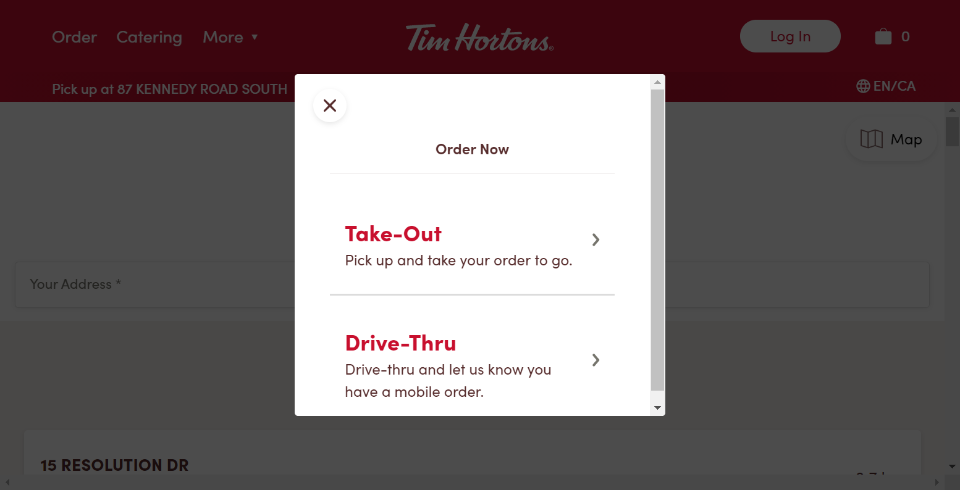 Order Catering More
Tim Hortons®
Log In
0
Pick up at 87 KENNEDY ROAD SOUTH
EN/CA
Map
Order Now
Take-Out
Pick up and take your order to go.
Your Address *
Drive-Thru
Drive-thru and let us know you
have a mobile order.
15 RESOLUTION DR